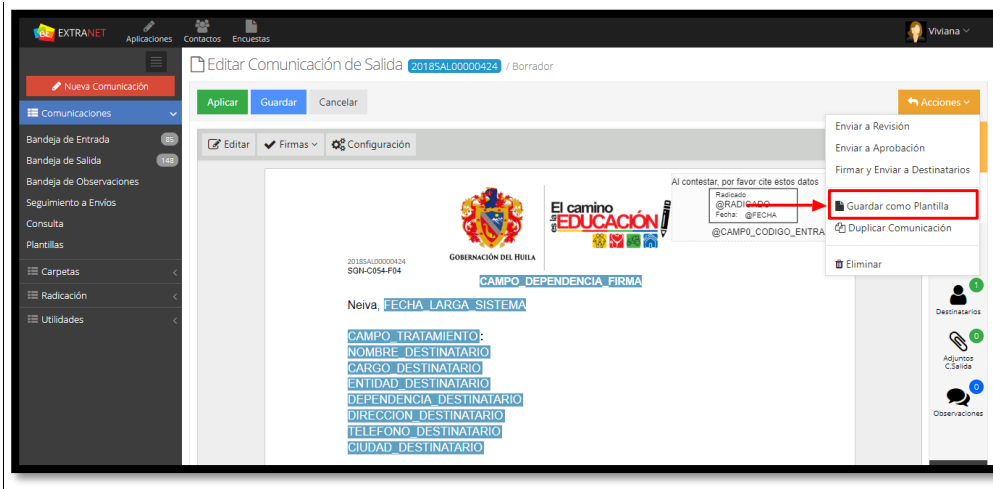 EXTRANET
Aplicaciones
Contactos
Encuestas
Viviana
Editar Comunicación de Salida 2018SAL00000424 / Borrador
Nueva Comunicación
Comunicaciones
Bandeja de Entrada 85
Bandeja de Salida 148
Bandeja de Observaciones
Seguimiento a Envíos
Consulta
Plantillas
Carpetas
Radicación
Utilidades
Aplicar
Guardar
Cancelar
Acciones
Enviar a Revisión
Enviar a Aprobación
Firmar y Enviar a Destinatarios
Guardar como Plantilla
Duplicar Comunicación
Eliminar
Editar
Firmas
Configuración
Al contestar, por favor cite estos datos
Radicado
@RADICADO
Fecha: @FECHA
@CAMP0_CODIGO_ENTRA
GOBERNACIÓN DEL HUILA
El camino
es la EDUCACIÓN
2018SAL00000424
SGN-C054-F04
CAMPO_DEPENDENCIA_FIRMA
Neiva, FECHA_LARGA_SISTEMA
CAMPO_TRATAMIENTO:
NOMBRE_DESTINATARIO
CARGO_DESTINATARIO
ENTIDAD_DESTINATARIO
DEPENDENCIA_DESTINATARIO
DIRECCION_DESTINATARIO
TELEFONO_DESTINATARIO
CIUDAD_DESTINATARIO
1
Destinatarios
0
Adjuntos
C.Salida
0
Observaciones